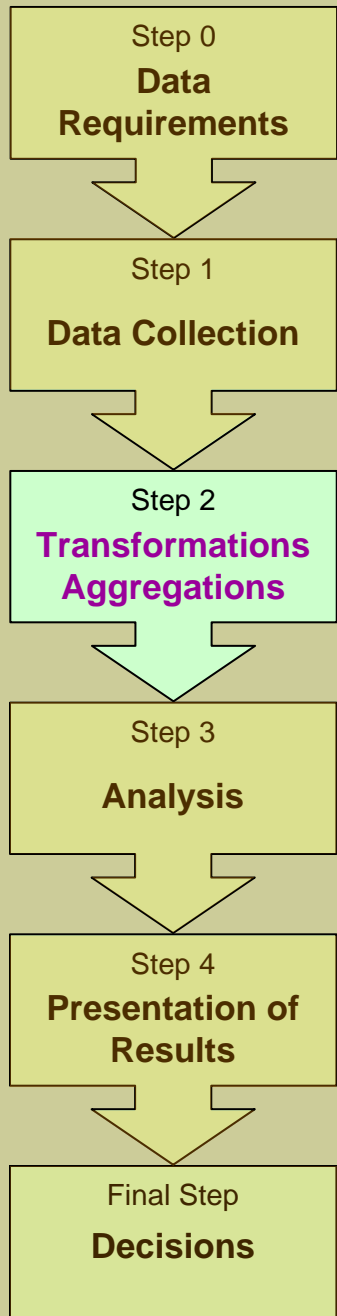 Step 0
Data
Requirements
Step 1
Data Collection
Step 2
Transformations
Aggregations
Step 3
Analysis
Step 4
Presentation of
Results
Final Step
Decisions